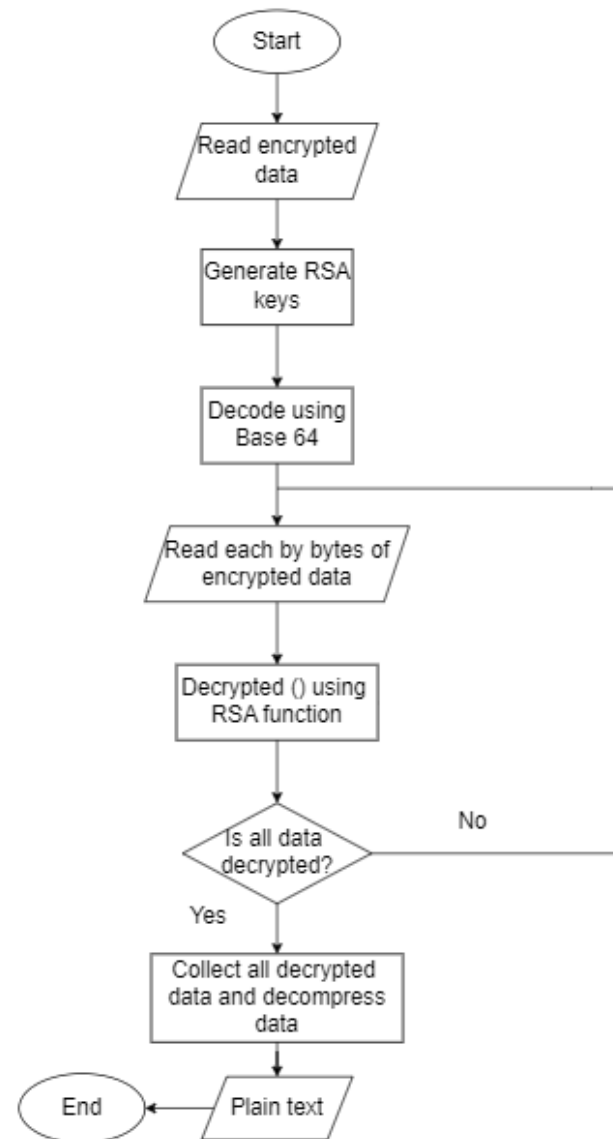 Start
Read encrypted
data
Generate RSA
keys
Decode using
Base 64
Read each by bytes of
encrypted data
Decrypted () using
RSA function
Is all data
decrypted?
No
Yes
Collect all decrypted
data and decompress
data
End
Plain text